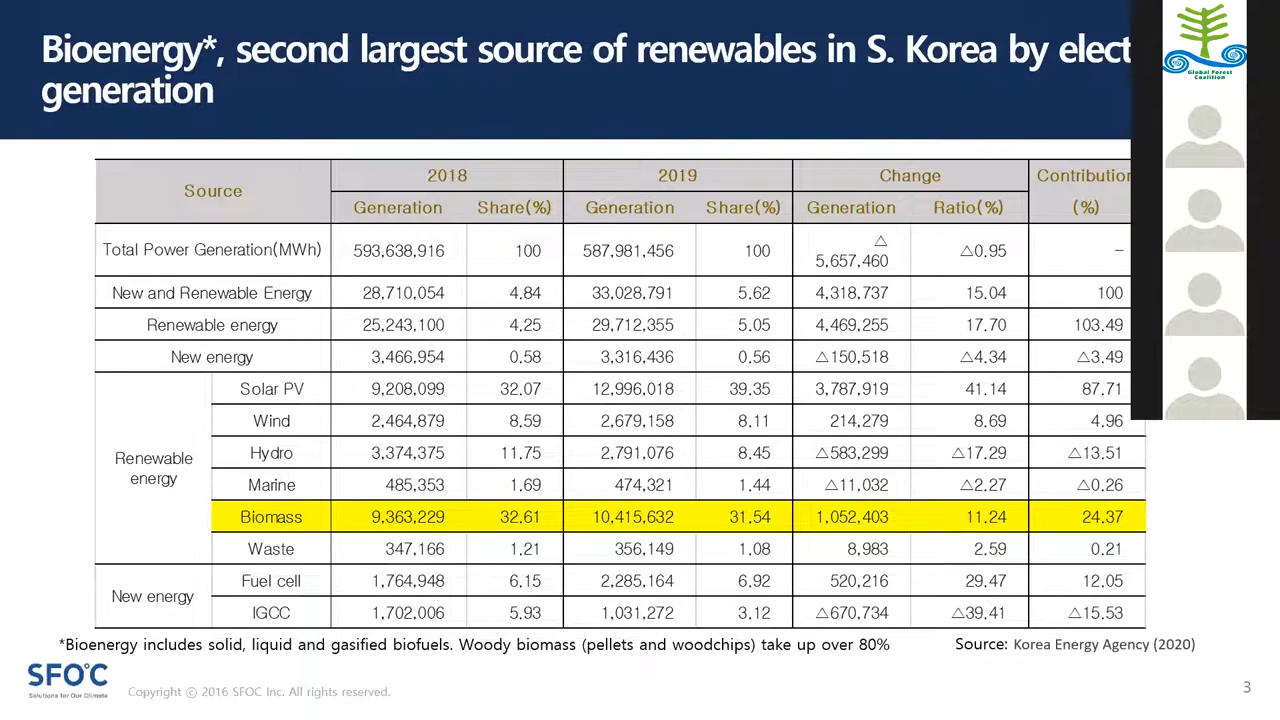 Bioenergy*, second largest source of renewables in S. Korea by elect
generation
Global Forest
Coalition
Source 2018 2019 Change Contribution
Generation Share(%) Generation Share(%) Generation Ratio(%) (%)
Total Power Generation(MWh) 593,638,916 100 587,981,456 100 △ 5,657,460 △0.95 -
New and Renewable Energy 28,710,054 4.84 33,028,791 5.62 4,318,737 15.04 100
Renewable energy 25,243,100 4.25 29,712,355 5.05 4,469,255 17.70 103.49
New energy 3,466,954 0.58 3,316,436 0.56 △150,518 △4.34 △3.49
Renewable energy
Solar PV 9,208,099 32.07 12,996,018 39.35 3,787,919 41.14 87.71
Wind 2,464,879 8.59 2,679,158 8.11 214,279 8.69 4.96
Hydro 3,374,375 11.75 2,791,076 8.45 △583,299 △17.29 △13.51
Marine 485,353 1.69 474,321 1.44 △11,032 △2.27 △0.26
Biomass 9,363,229 32.61 10,415,632 31.54 1,052,403 11.24 24.37
Waste 347,166 1.21 356,149 1.08 8,983 2.59 0.21
New energy
Fuel cell 1,764,948 6.15 2,285,164 6.92 520,216 29.47 12.05
IGCC 1,702,006 5.93 1,031,272 3.12 △670,734 △39.41 △15.53
*Bioenergy includes solid, liquid and gasified biofuels. Woody biomass (pellets and woodchips) take up over 80%
Source: Korea Energy Agency (2020)
SFOC
Solutions for Our Climate
Copyright ⓒ 2016 SFOC Inc. All rights reserved.
3